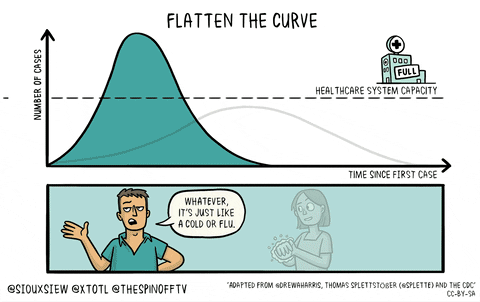 FLATTEN THE CURVE
NUMBER OF CASES
FULL
HEALTHCARE SYSTEM CAPACITY
TIME SINCE FIRST CASE
WHATEVER,
IT'S JUST LIKE
A COLD OR FLU.
@SIOUXSIEW @XTOTL @THESPINOFFTV
"ADAPTED FROM @DREWAHARRIS, THOMAS SPLETTSTÖßER (@SPLETTE) AND THE CDC"
CC-BY-SA